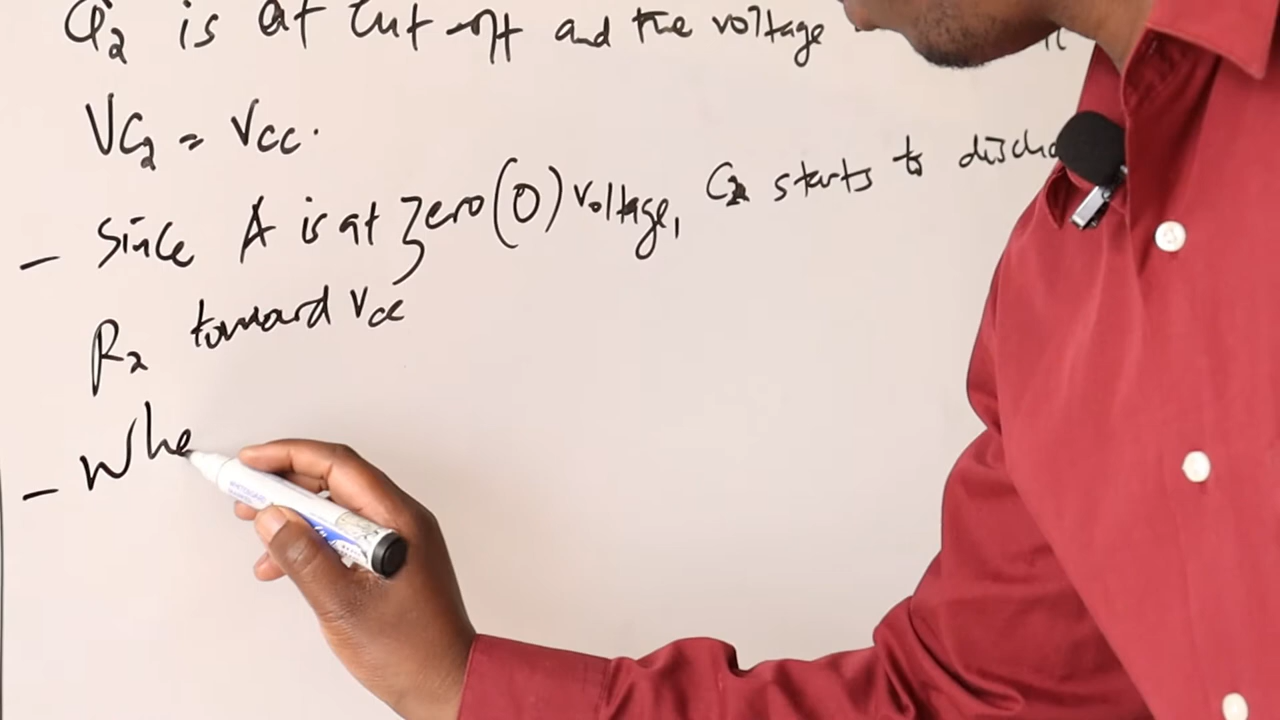 Q2 is at Cut-off and the voltage
VC2 = VCC.
- Since A is at zero (0) voltage, C2 starts to discha
R2 toward Vcc
- Whe